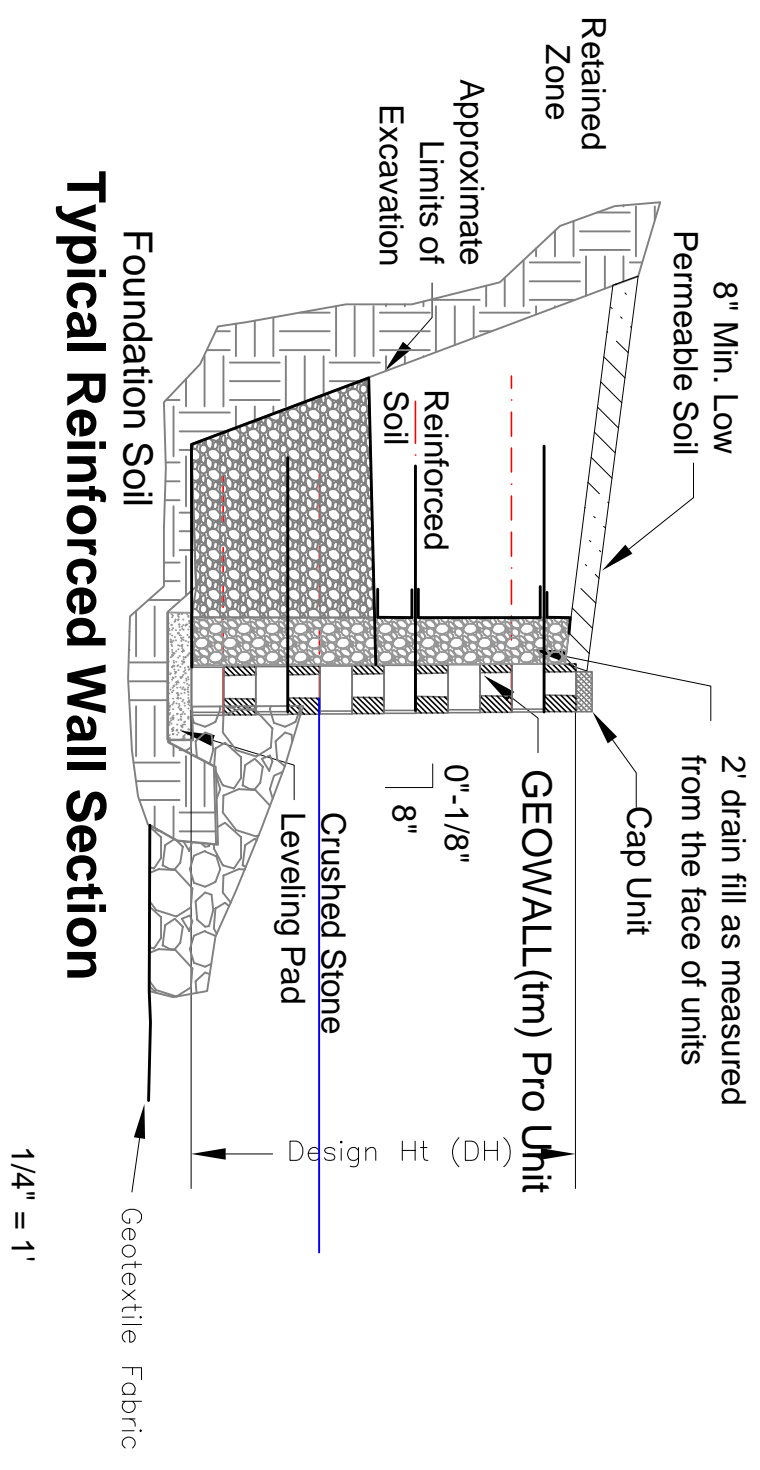 Retained
Zone
8" Min. Low
Permeable Soil
Approximate
Limits of
Excavation
Reinforced
Soil
2' drain fill as measured
from the face of units
Cap Unit
GEOWALL(tm) Pro Unit
0"-1/8"
8"
Crushed Stone
Leveling Pad
Design Ht (DH)
Foundation Soil
Geotextile Fabric
Typical Reinforced Wall Section
1/4" = 1'